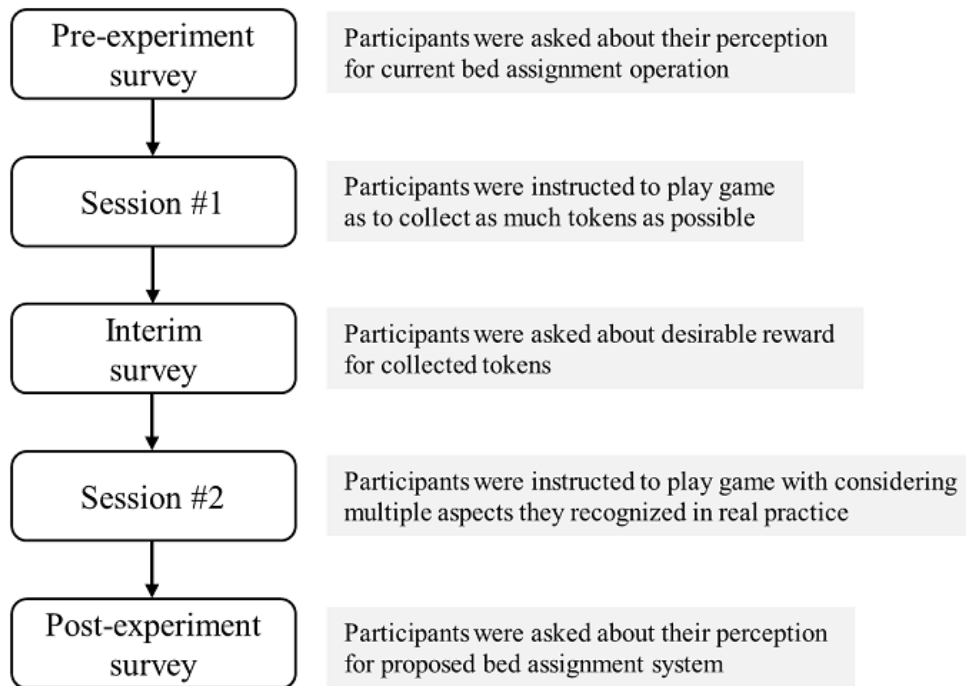 Pre-experiment
survey
Participants were asked about their perception
for current bed assignment operation
Session #1
Participants were instructed to play game
as to collect as much tokens as possible
Interim
survey
Participants were asked about desirable reward
for collected tokens
Session #2
Participants were instructed to play game with considering
multiple aspects they recognized in real practice
Post-experiment
survey
Participants were asked about their perception
for proposed bed assignment system